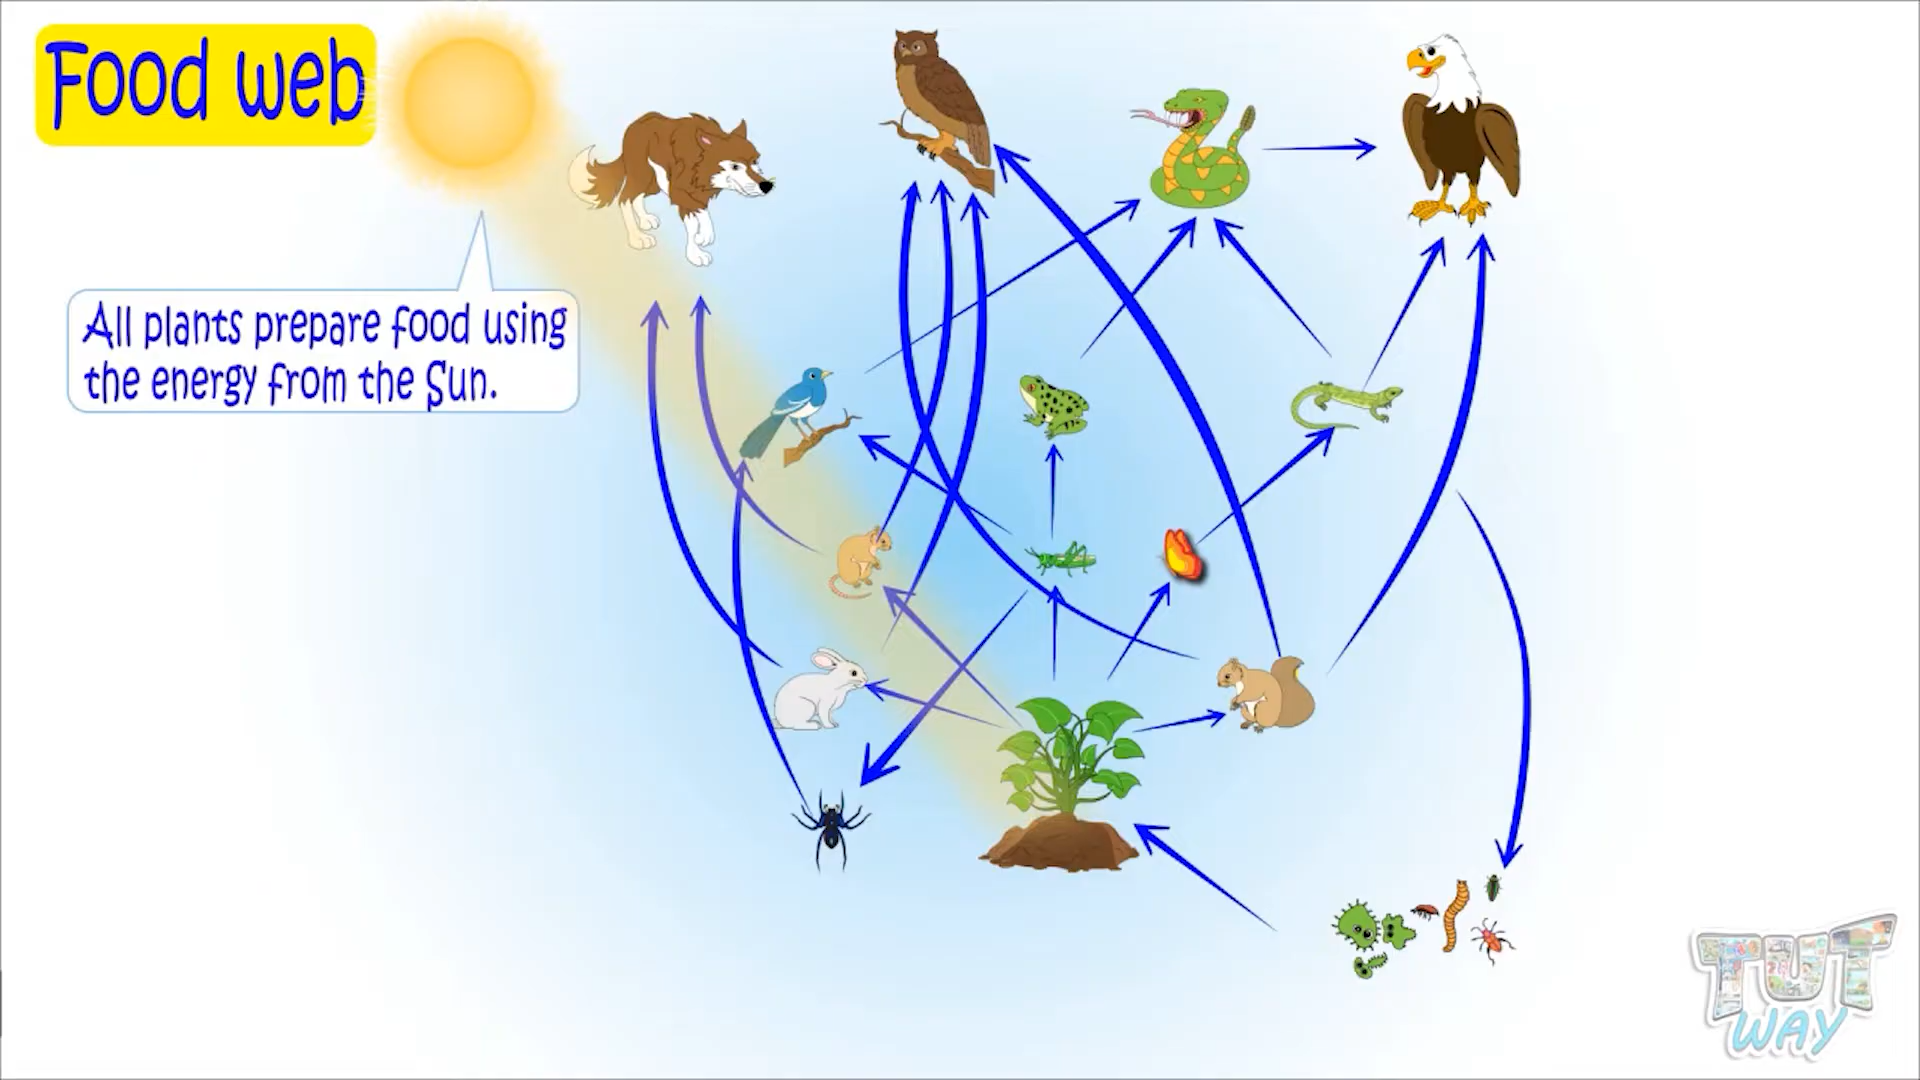 Food web
All plants prepare food using
the energy from the Sun.
TUT
WAY